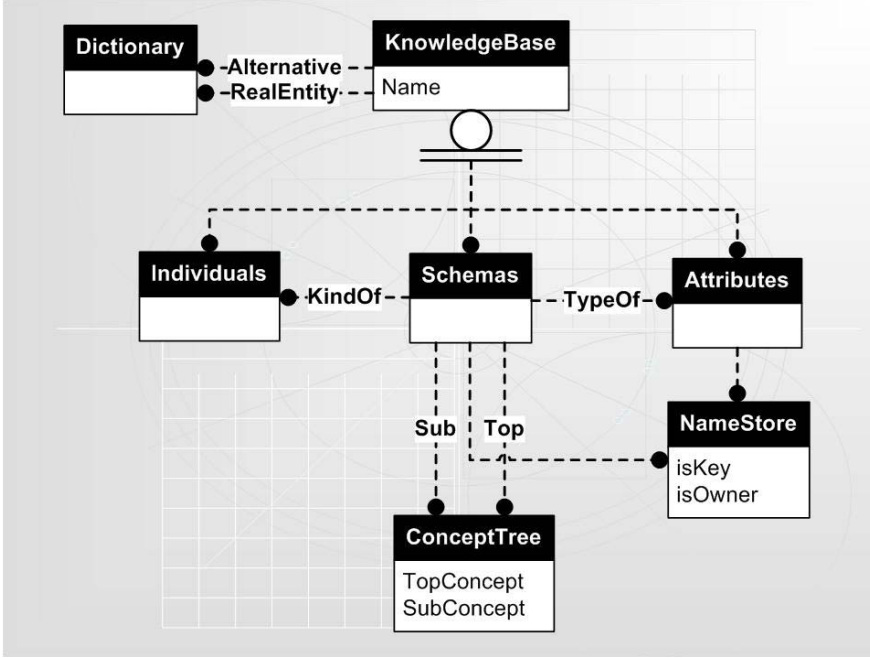 Dictionary
KnowledgeBase
Alternative
RealEntity
Name
Individuals
KindOf
Schemas
TypeOf
Attributes
Sub
Top
NameStore
isKey
isOwner
ConceptTree
TopConcept
SubConcept